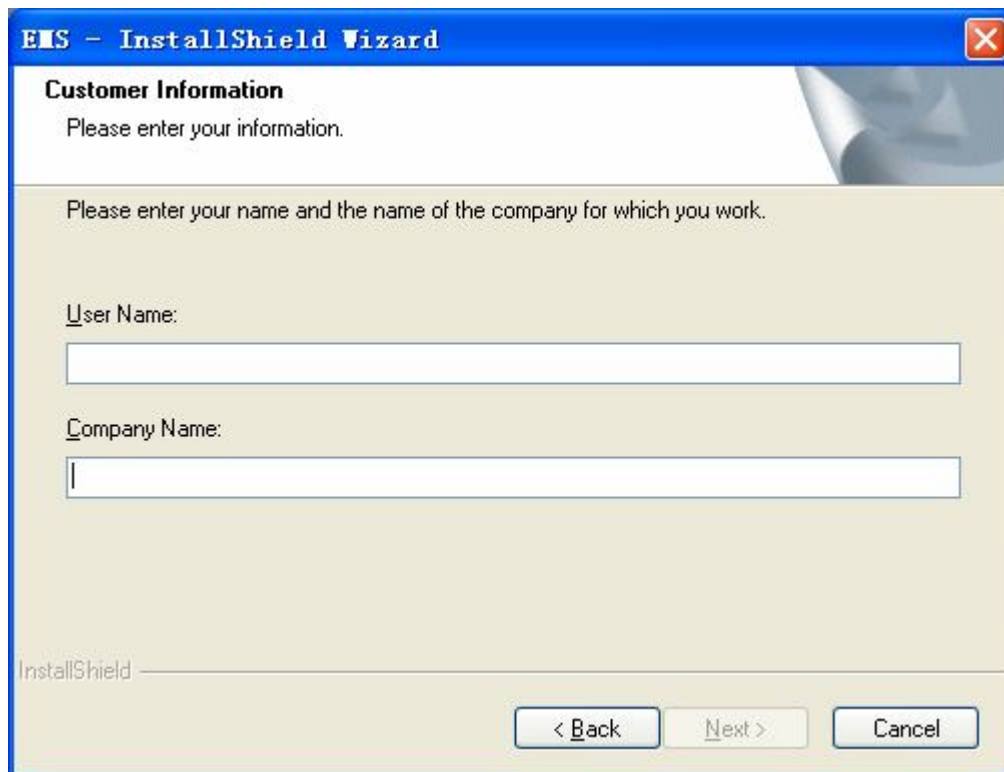 EMS - InstallShield Wizard
Customer Information
Please enter your information.
Please enter your name and the name of the company for which you work.
User Name:
Company Name:
InstallShield
< Back Next > Cancel